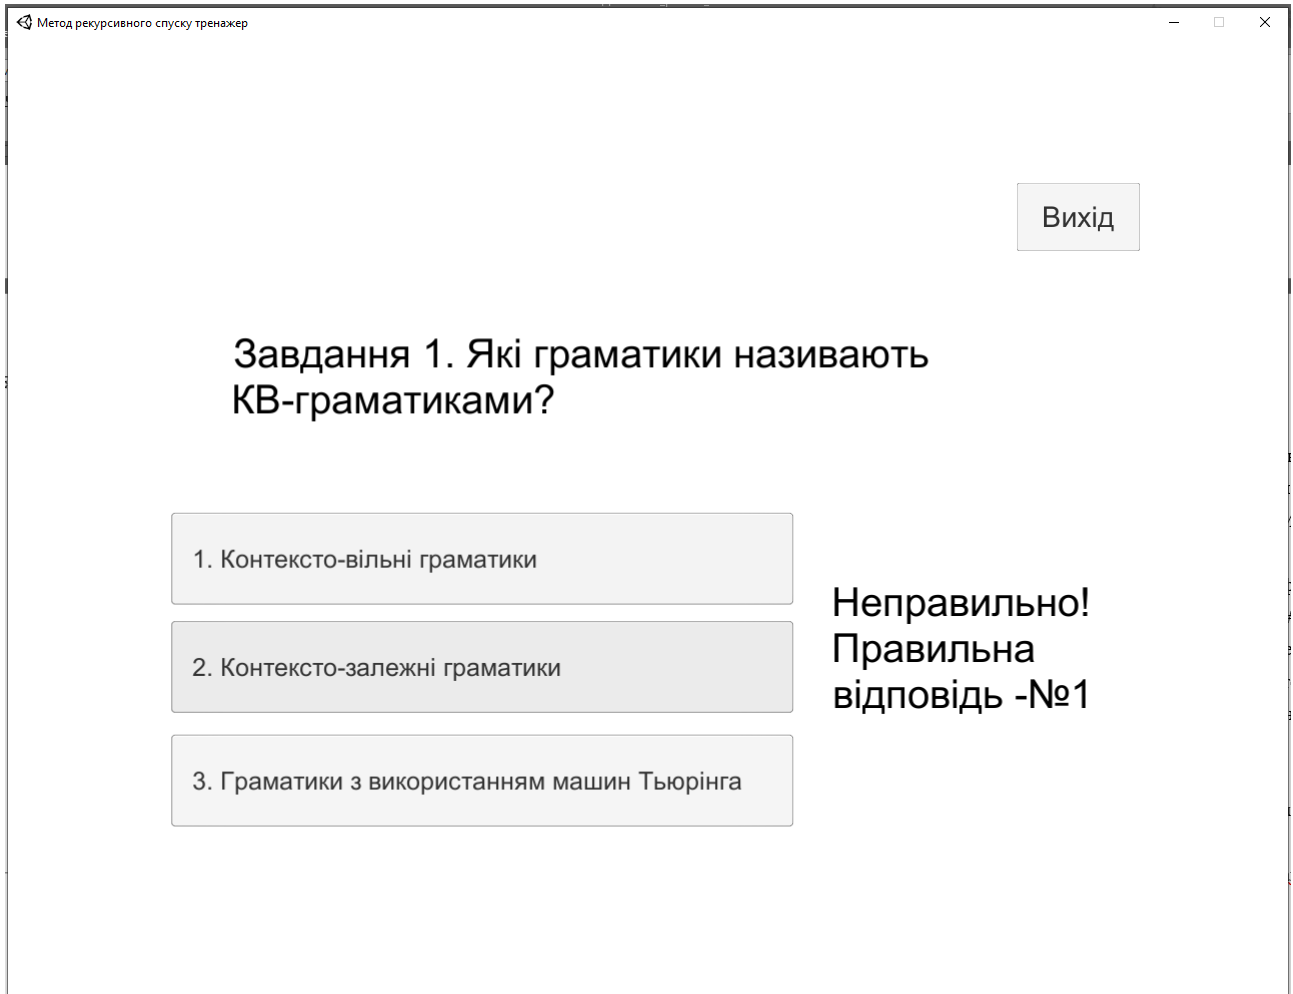 Метод рекурсивного спуску тренажер
Вихід
Завдання 1. Які граматики називають
КВ-граматиками?
1. Контексто-вільні граматики
2. Контексто-залежні граматики
3. Граматики з використанням машин Тьюрінга
Неправильно!
Правильна
відповідь -№1